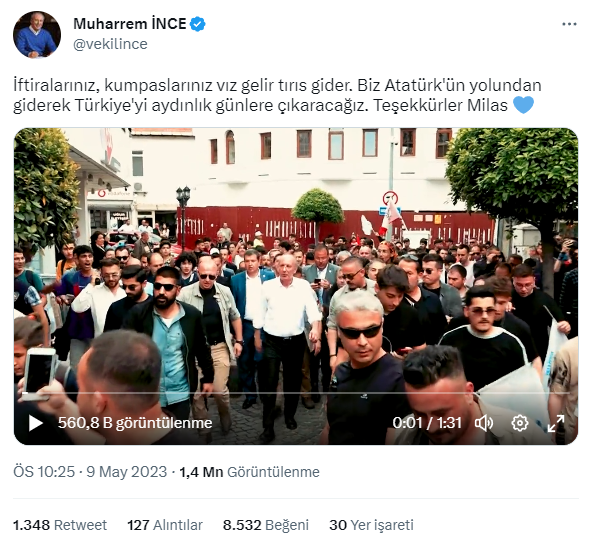 Muharrem İNCE
@vekilince
İftiralarınız, kumpaslarınız vız gelir tırıs gider. Biz Atatürk'ün yolundan
giderek Türkiye'yi aydınlık günlere çıkaracağız. Teşekkürler Milas 💙
560,8 B görüntülenme
0:01 / 1:31
ÖS 10:25 · 9 May 2023 · 1,4 Mn Görüntülenme
1.348 Retweet 127 Alıntılar 8.532 Beğeni 30 Yer işareti